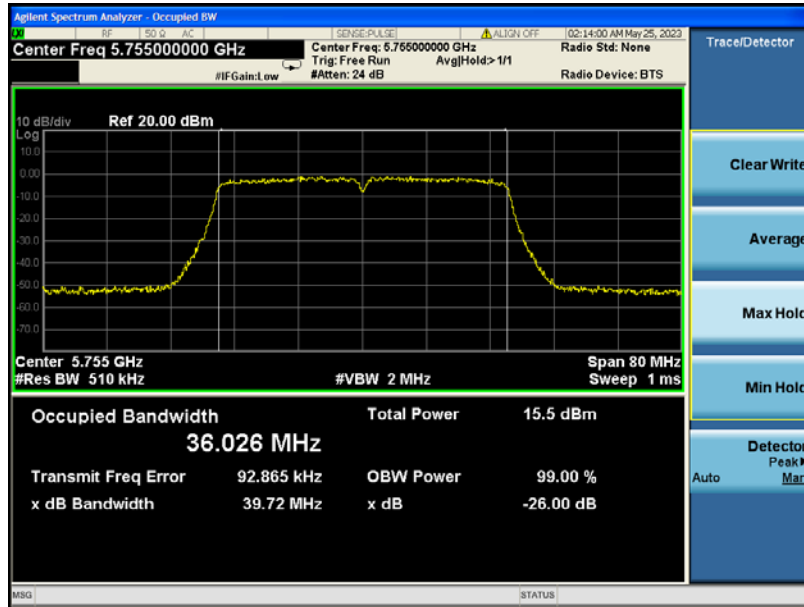 Agilent Spectrum Analyzer - Occupied BW
LXI RF 50 Ω AC SENSE:PULSE ALIGN OFF 02:14:00 AM May 25, 2023
Center Freq 5.755000000 GHz
Center Freq: 5.755000000 GHz
Radio Std: None
Trig: Free Run Avg|Hold:> 1/1
#IFGain:Low #Atten: 24 dB Radio Device: BTS
10 dB/div Ref 20.00 dBm
Log
10.0
0.00
-10.0
-20.0
-30.0
-40.0
-50.0
-60.0
-70.0
Center 5.755 GHz Span 80 MHz
#Res BW 510 kHz #VBW 2 MHz Sweep 1 ms
Occupied Bandwidth Total Power 15.5 dBm
36.026 MHz
Transmit Freq Error 92.865 kHz OBW Power 99.00 %
x dB Bandwidth 39.72 MHz x dB -26.00 dB
MSG STATUS
Trace/Detector
Clear Write
Average
Max Hold
Min Hold
Detector
Peak
Auto Man